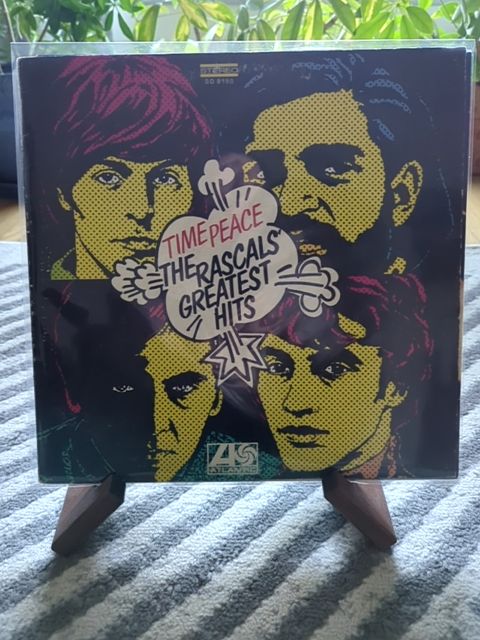 STEREO
SD 8190
TIME PEACE
THE RASCALS'
GREATEST
HITS
ATLANTIC